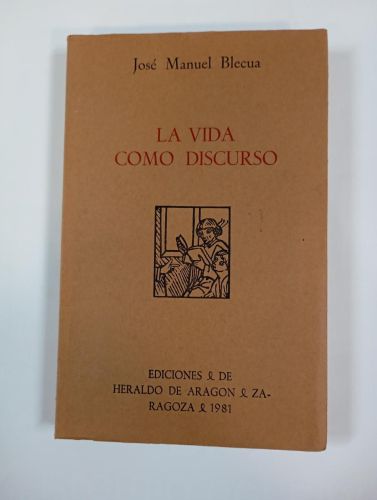 José Manuel Blecua
LA VIDA
COMO DISCURSO
EDICIONES & DE
HERALDO DE ARAGON & ZA-
RAGOZA & 1981